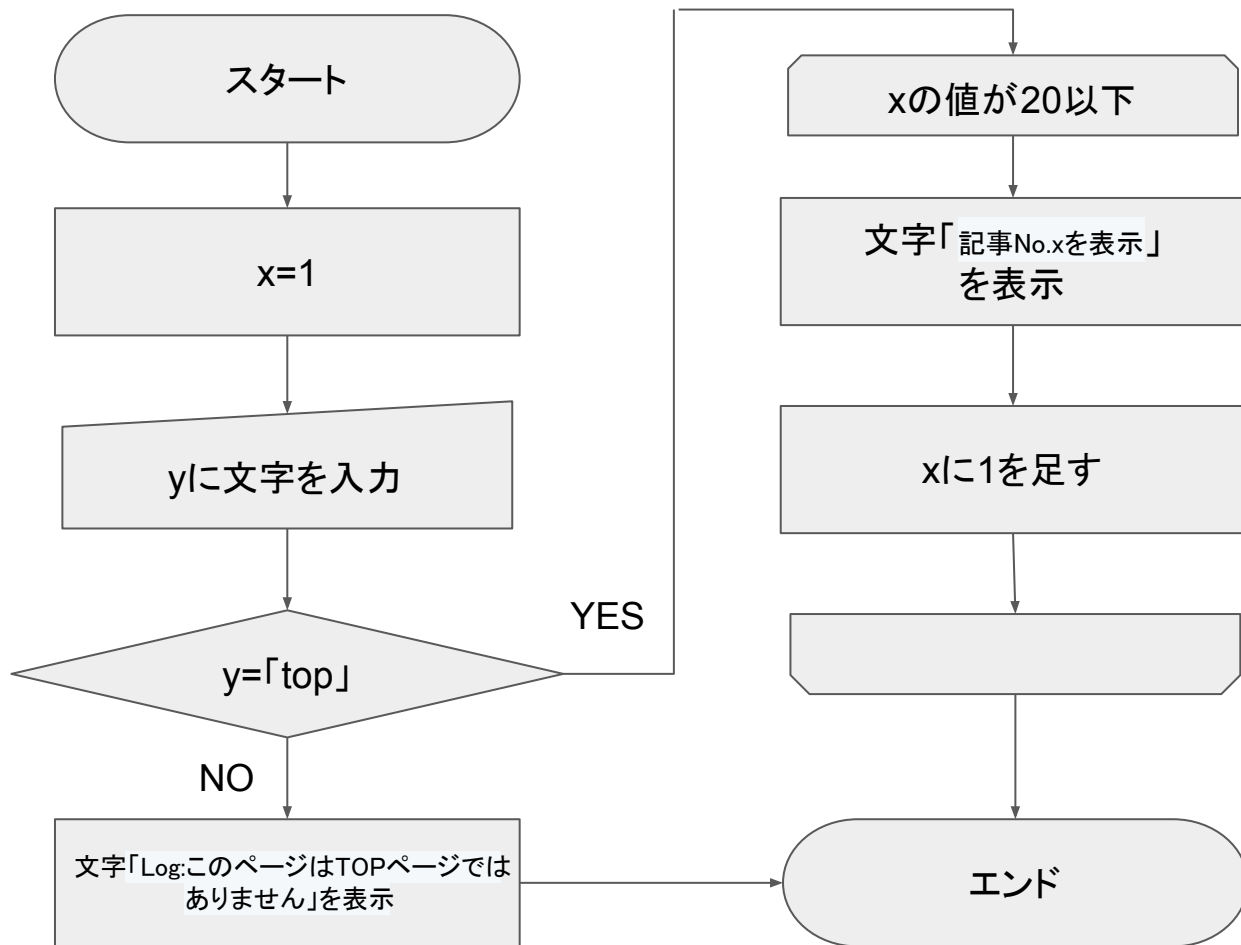 スタート
x=1
yに文字を入力
y=「top」
YES
NO
文字「Log:このページはTOPページでは
ありません」を表示
xの値が20以下
文字「記事No.xを表示」
を表示
xに1を足す
エンド